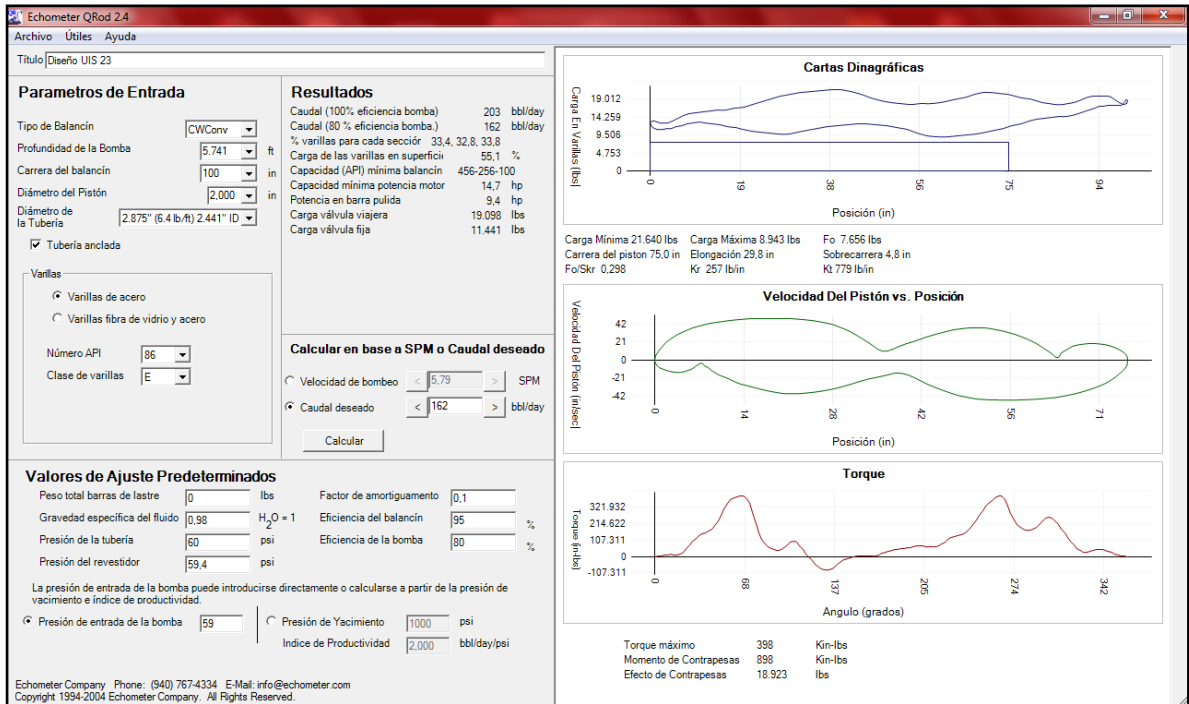 Echometer QRod 2.4
Archivo Útiles Ayuda
Título Diseño UIS 23
Parametros de Entrada
Tipo de Balancín CWConv
Profundidad de la Bomba 5.741 ft
Carrera del balancín 100 in
Diámetro del Pistón 2,000 in
Diámetro de
la Tubería 2.875" (6.4 lb/ft) 2.441" ID
Tubería anclada
Varillas
Varillas de acero
Varillas fibra de vidrio y acero
Número API 86
Clase de varillas E
Resultados
Caudal (100% eficiencia bomba) 203 bbl/day
Caudal (80 % eficiencia bomba.) 162 bbl/day
% varillas para cada secciór 33,4, 32,8, 33,8
Carga de las varillas en superfici 55,1 %
Capacidad (API) mínima balancín 456-256-100
Capacidad mínima potencia motor 14,7 hp
Potencia en barra pulida 9,4 hp
Carga válvula viajera 19.098 lbs
Carga válvula fija 11.441 lbs
Calcular en base a SPM o Caudal deseado
Velocidad de bombeo < 5,79 > SPM
Caudal deseado < 162 > bbl/day
Calcular
Valores de Ajuste Predeterminados
Peso total barras de lastre 0 lbs Factor de amortiguamento 0,1
Gravedad específica del fluido 0,98 H2O = 1 Eficiencia del balancín 95 %
Presión de la tubería 60 psi Eficiencia de la bomba 80 %
Presión del revestidor 59,4 psi
La presión de entrada de la bomba puede introducirse directamente o calcularse a partir de la presión de
yacimiento e índice de productividad.
Presión de entrada de la bomba 59 Presión de Yacimiento 1000 psi
Indice de Productividad 2,000 bbl/day/psi
Echometer Company Phone: (940) 767-4334 E-Mail: info@echometer.com
Copyright 1994-2004 Echometer Company. All Rights Reserved.
Cartas Dinagráficas
Carga En Varillas (lbs)
19.012
14.259
9.506
4.753
0
0 19 38 56 75 94
Posición (in)
Carga Mínima 21.640 lbs Carga Máxima 8.943 lbs Fo 7.656 lbs
Carrera del piston 75,0 in Elongación 29,8 in Sobrecarrera 4,8 in
Fo/Skr 0,298 Kr 257 lb/in Kt 779 lb/in
Velocidad Del Pistón vs. Posición
Velocidad Del Pistón (in/sec)
42
21
0
-21
-42
0 14 28 42 56 71
Posición (in)
Torque
Torque (in-lbs)
321.932
214.622
107.311
0
-107.311
0 68 137 205 274 342
Angulo (grados)
Torque máximo 398 Kin-lbs
Momento de Contrapesas 898 Kin-lbs
Efecto de Contrapesas 18.923 lbs